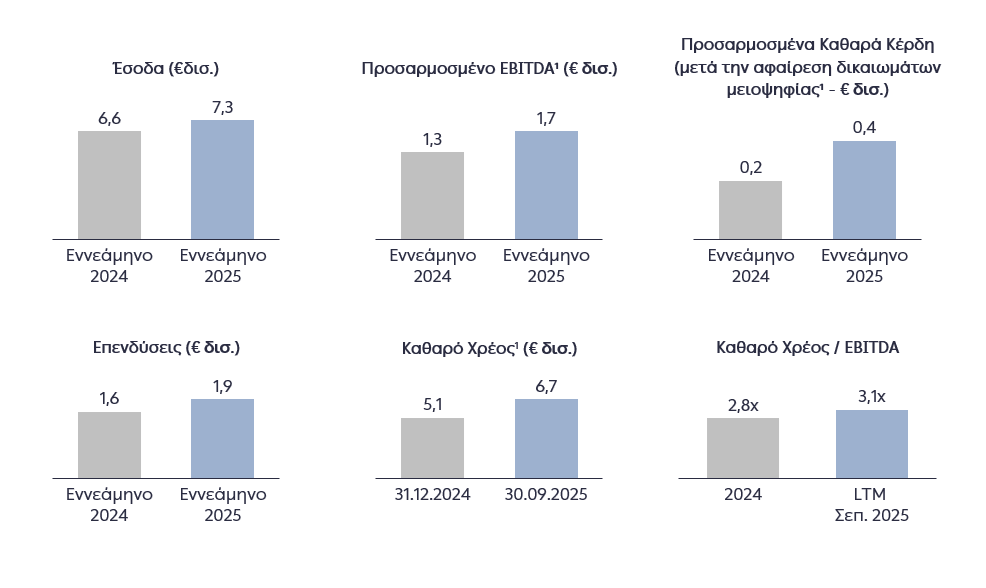 Έσοδα (€δισ.)
6,6
7,3
Εννεάμηνο
2024
Εννεάμηνο
2025
Προσαρμοσμένο EBITDA¹ (€ δισ.)
1,3
1,7
Εννεάμηνο
2024
Εννεάμηνο
2025
Προσαρμοσμένα Καθαρά Κέρδη
(μετά την αφαίρεση δικαιωμάτων
μειοψηφίας¹ - € δισ.)
0,2
0,4
Εννεάμηνο
2024
Εννεάμηνο
2025
Επενδύσεις (€ δισ.)
1,6
1,9
Εννεάμηνο
2024
Εννεάμηνο
2025
Καθαρό Χρέος¹ (€ δισ.)
5,1
6,7
31.12.2024
30.09.2025
Καθαρό Χρέος / EBITDA
2,8x
3,1x
2024
LTM
Σεπ. 2025